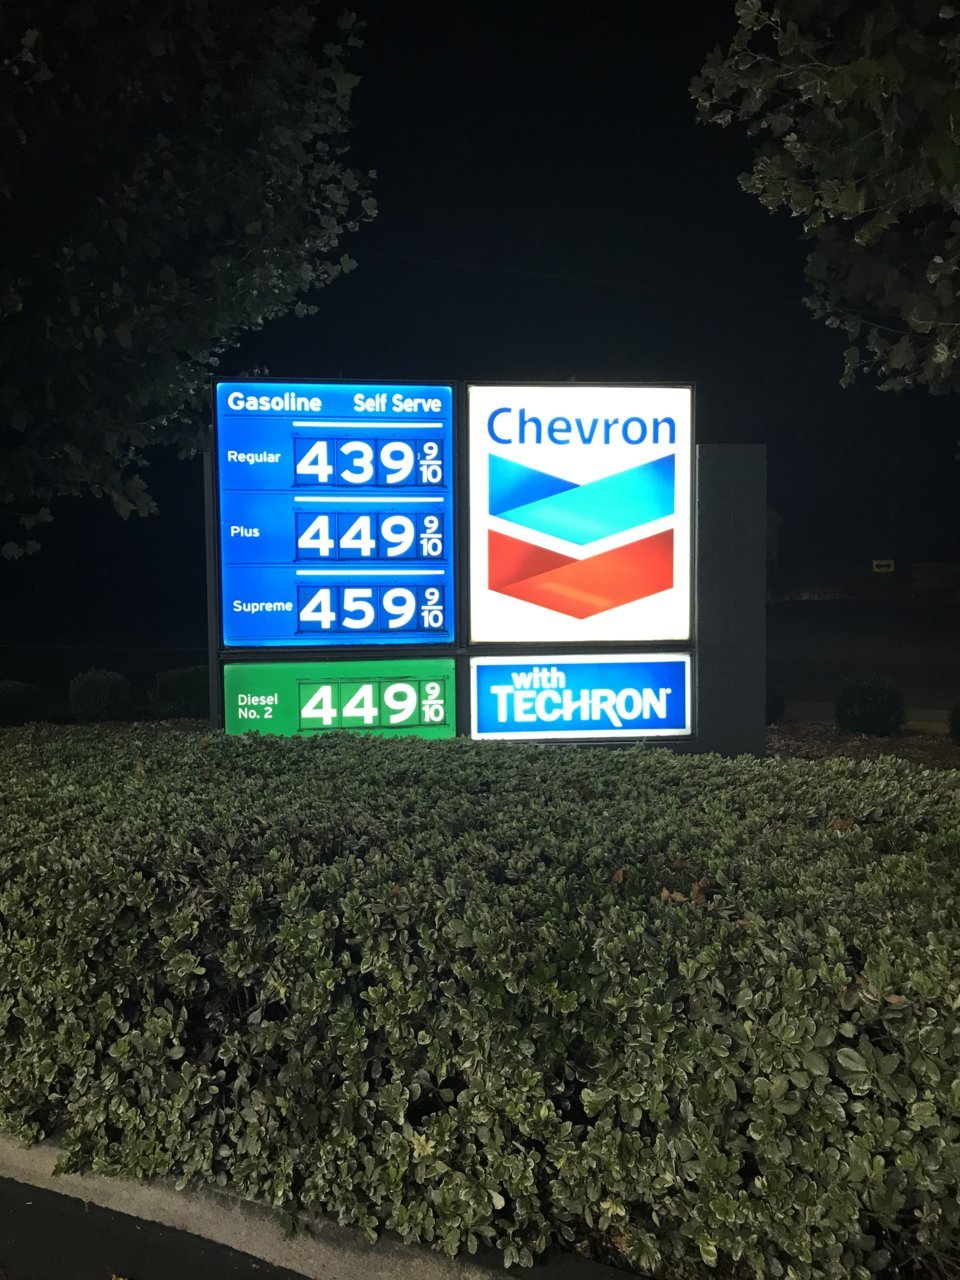 Gasoline Self Serve
Regular 439 9/10
Plus 449 9/10
Supreme 459 9/10
Diesel
No. 2 449 9/10
Chevron
with
TECHRON